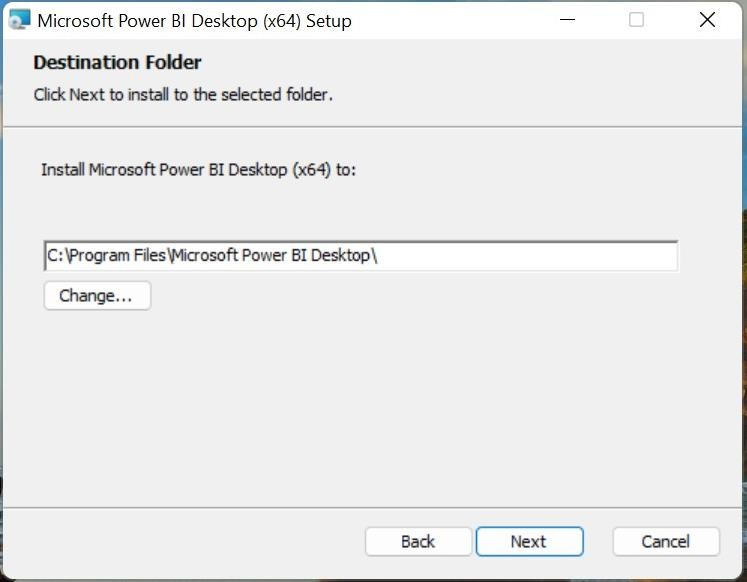 Microsoft Power BI Desktop (x64) Setup
Destination Folder
Click Next to install to the selected folder.
Install Microsoft Power BI Desktop (x64) to:
C:\Program Files\Microsoft Power BI Desktop\
Change...
Back Next Cancel